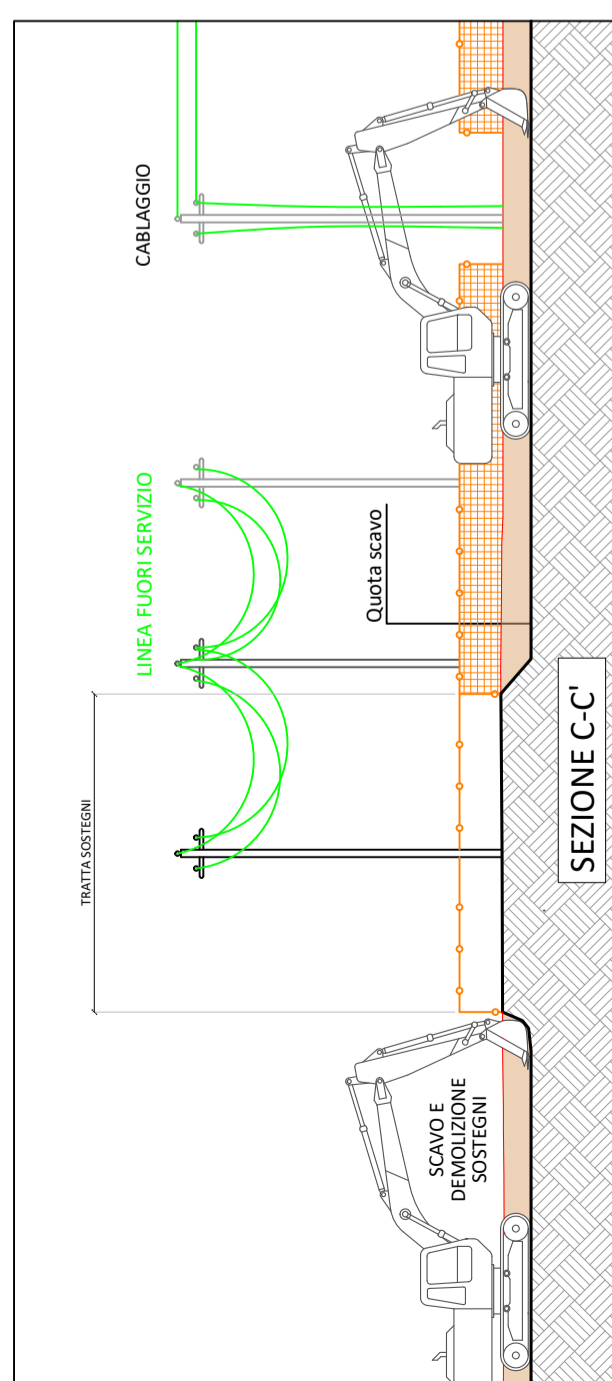 CABLAGGIO
LINEA FUORI SERVIZIO
Quota scavo
TRATTA SOSTEGNI
SEZIONE C-C'
SCAVO E
DEMOLIZIONE
SOSTEGNI